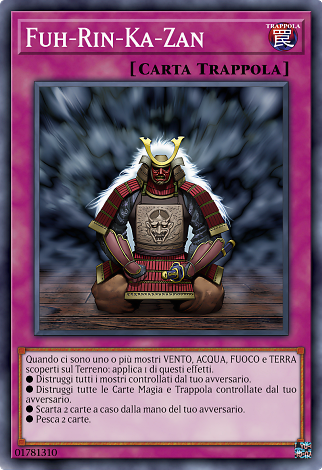 Fuh-Rin-Ka-Zan
TRAPPOLA
罠
[Carta Trappola]
Quando ci sono uno o più mostri VENTO, ACQUA, FUOCO e TERRA
scoperti sul Terreno: applica 1 di questi effetti.
● Distruggi tutti i mostri controllati dal tuo avversario.
● Distruggi tutte le Carte Magia e Trappola controllate dal tuo
avversario.
● Scarta 2 carte a caso dalla mano del tuo avversario.
● Pesca 2 carte.
01781310